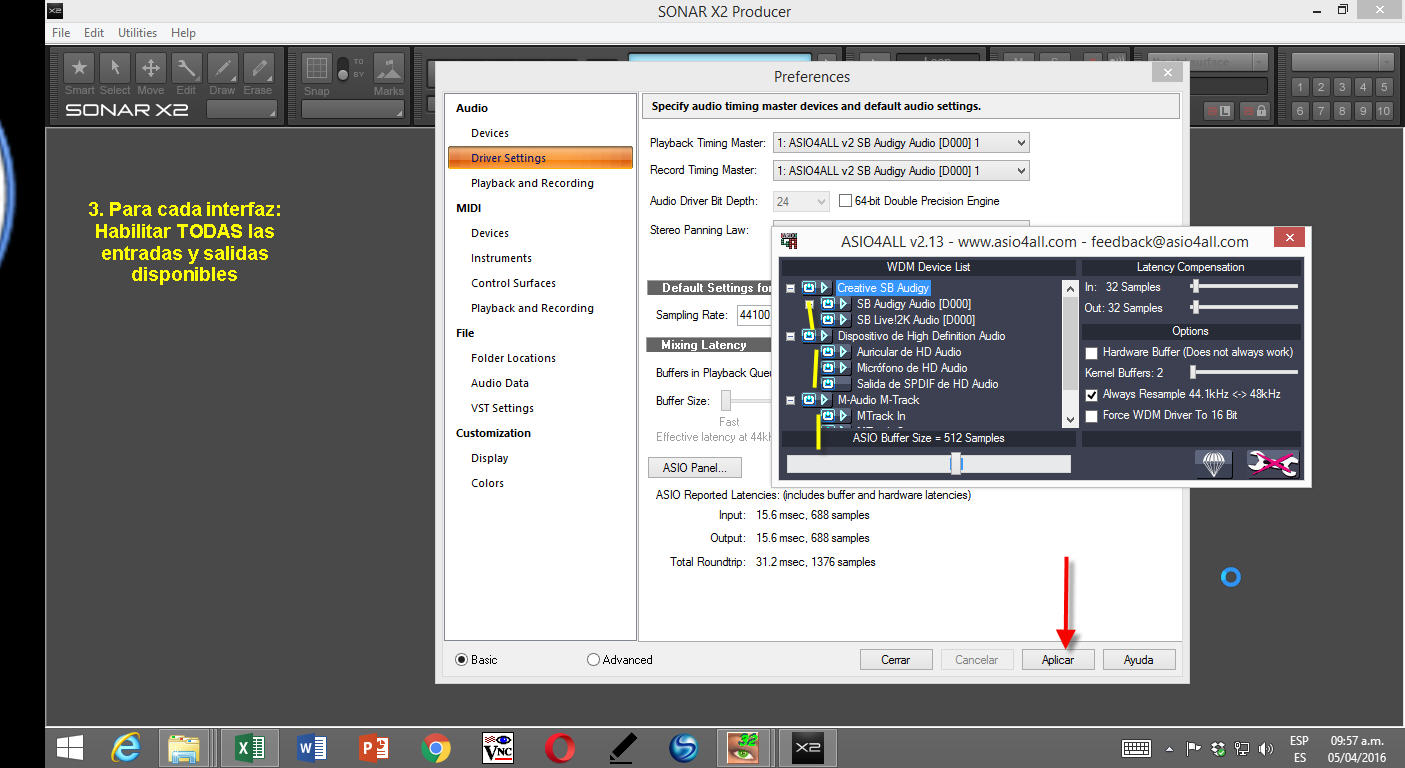 X2
SONAR X2 Producer
File Edit Utilities Help
Smart Select Move Edit Draw Erase
Snap
TO
BY
Marks
SONAR X2
1 2 3 4 5
6 7 8 9 10
3. Para cada interfaz:
Habilitar TODAS las
entradas y salidas
disponibles
Preferences
Audio
Devices
Driver Settings
Playback and Recording
MIDI
Devices
Instruments
Control Surfaces
Playback and Recording
File
Folder Locations
Audio Data
VST Settings
Customization
Display
Colors
Specify audio timing master devices and default audio settings.
Playback Timing Master: 1: ASIO4ALL v2 SB Audigy Audio [D000] 1
Record Timing Master: 1: ASIO4ALL v2 SB Audigy Audio [D000] 1
Audio Driver Bit Depth: 24 64-bit Double Precision Engine
Stereo Panning Law:
Default Settings for
Sampling Rate: 44100
Mixing Latency
Buffers in Playback
Buffer Size:
Fast
Effective latency at
ASIO Panel...
ASIO Reported Latencies: (includes buffer and hardware latencies)
Input: 15.6 msec, 688 samples
Output: 15.6 msec, 688 samples
Total Roundtrip: 31.2 msec, 1376 samples
Basic Advanced
Cerrar Cancelar Aplicar Ayuda
ASIO4ALL v2.13 - www.asio4all.com - feedback@asio4all.com
WDM Device List
Creative SB Audigy
SB Audigy Audio [D000]
SB Live!2K Audio [D000]
Dispositivo de High Definition Audio
Auricular de HD Audio
Micrófono de HD Audio
Salida de SPDIF de HD Audio
M-Audio M-Track
MTrack In
ASIO Buffer Size = 512 Samples
Latency Compensation
In: 32 Samples
Out: 32 Samples
Options
Hardware Buffer (Does not always work)
Kernel Buffers: 2
Always Resample 44.1kHz <-> 48kHz
Force WDM Driver To 16 Bit
VNC
X2
ESP
ES
09:57 a.m.
05/04/2016